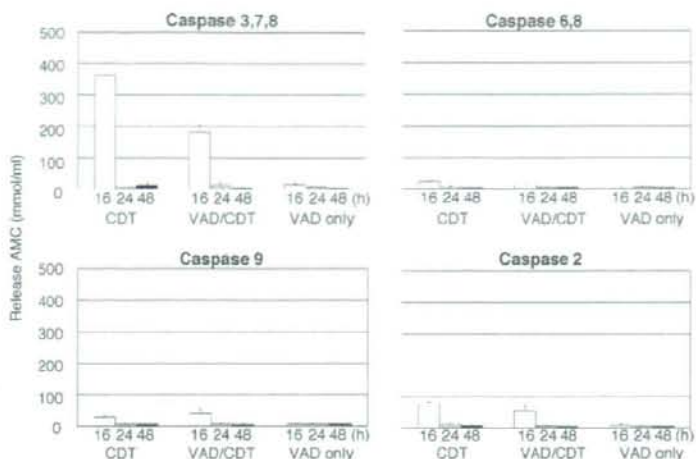 Caspase 3,7,8
Caspase 6,8
500
400
300
200
100
0
16 24 48
16 24 48
16 24 48 (h)
CDT
VAD/CDT
VAD only
16 24 48
16 24 48
16 24 48 (h)
CDT
VAD/CDT
VAD only
Release AMC (mmol/ml)
Caspase 9
Caspase 2
500
400
300
200
100
0
16 24 48
16 24 48
16 24 48 (h)
CDT
VAD/CDT
VAD only
16 24 48
16 24 48
16 24 48 (h)
CDT
VAD/CDT
VAD only